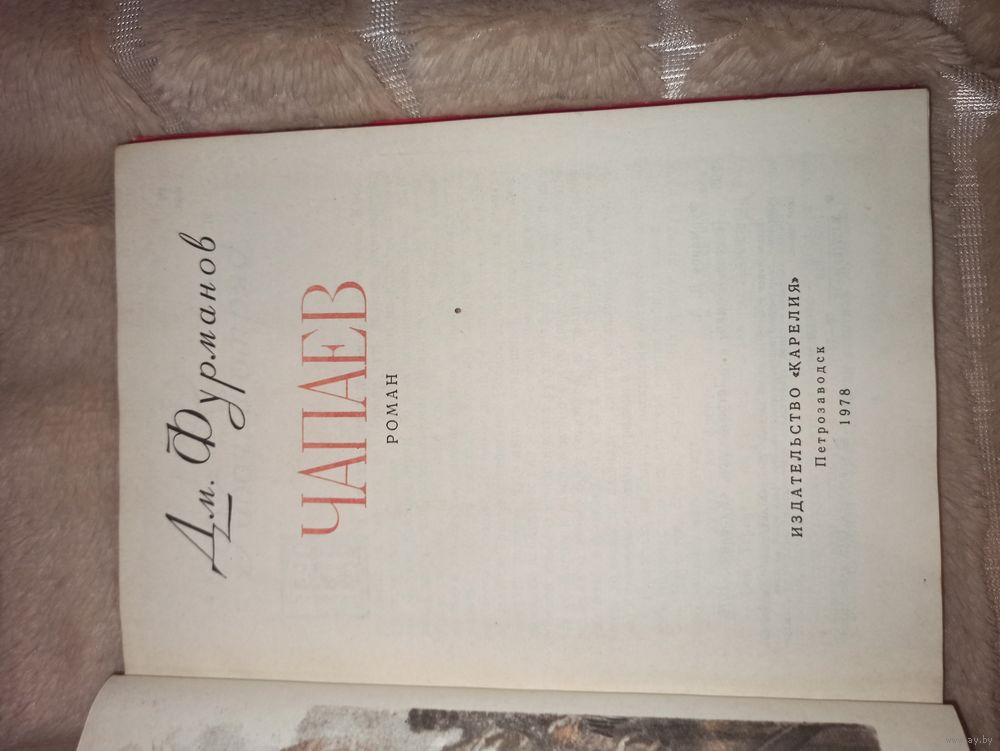 Дм. Фурманов
ЧАПАЕВ
РОМАН
ИЗДАТЕЛЬСТВО «КАРЕЛИЯ»
Петрозаводск
1978